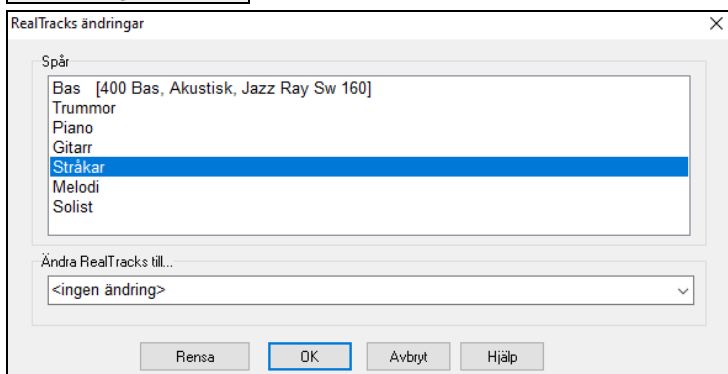 RealTracks ändringar
Spår
Bas [400 Bas, Akustisk, Jazz Ray Sw 160]
Trummor
Piano
Gitarr
Stråkar
Melodi
Solist
Ändra RealTracks till...
<ingen ändring>
Rensa
OK
Avbryt
Hjälp